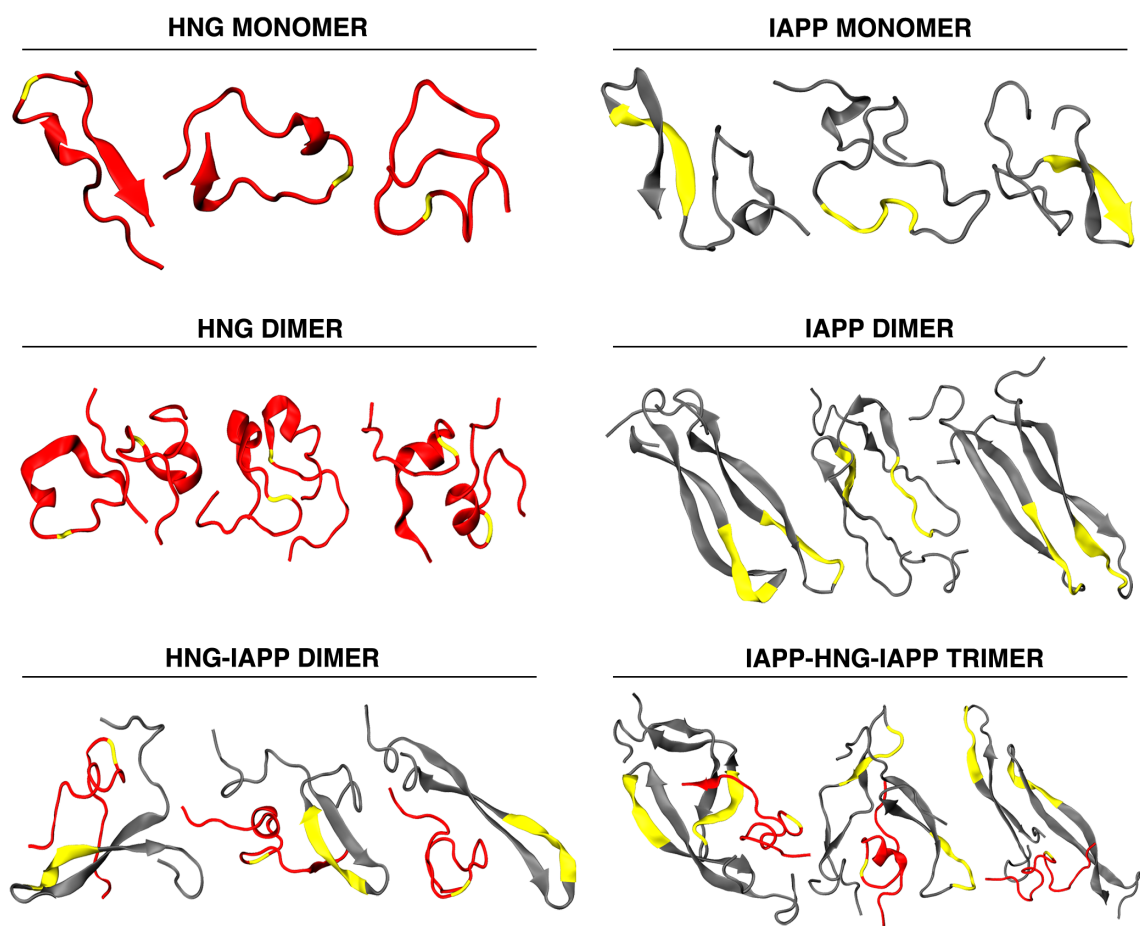 HNG MONOMER
IAPP MONOMER
HNG DIMER
IAPP DIMER
HNG-IAPP DIMER
IAPP-HNG-IAPP TRIMER